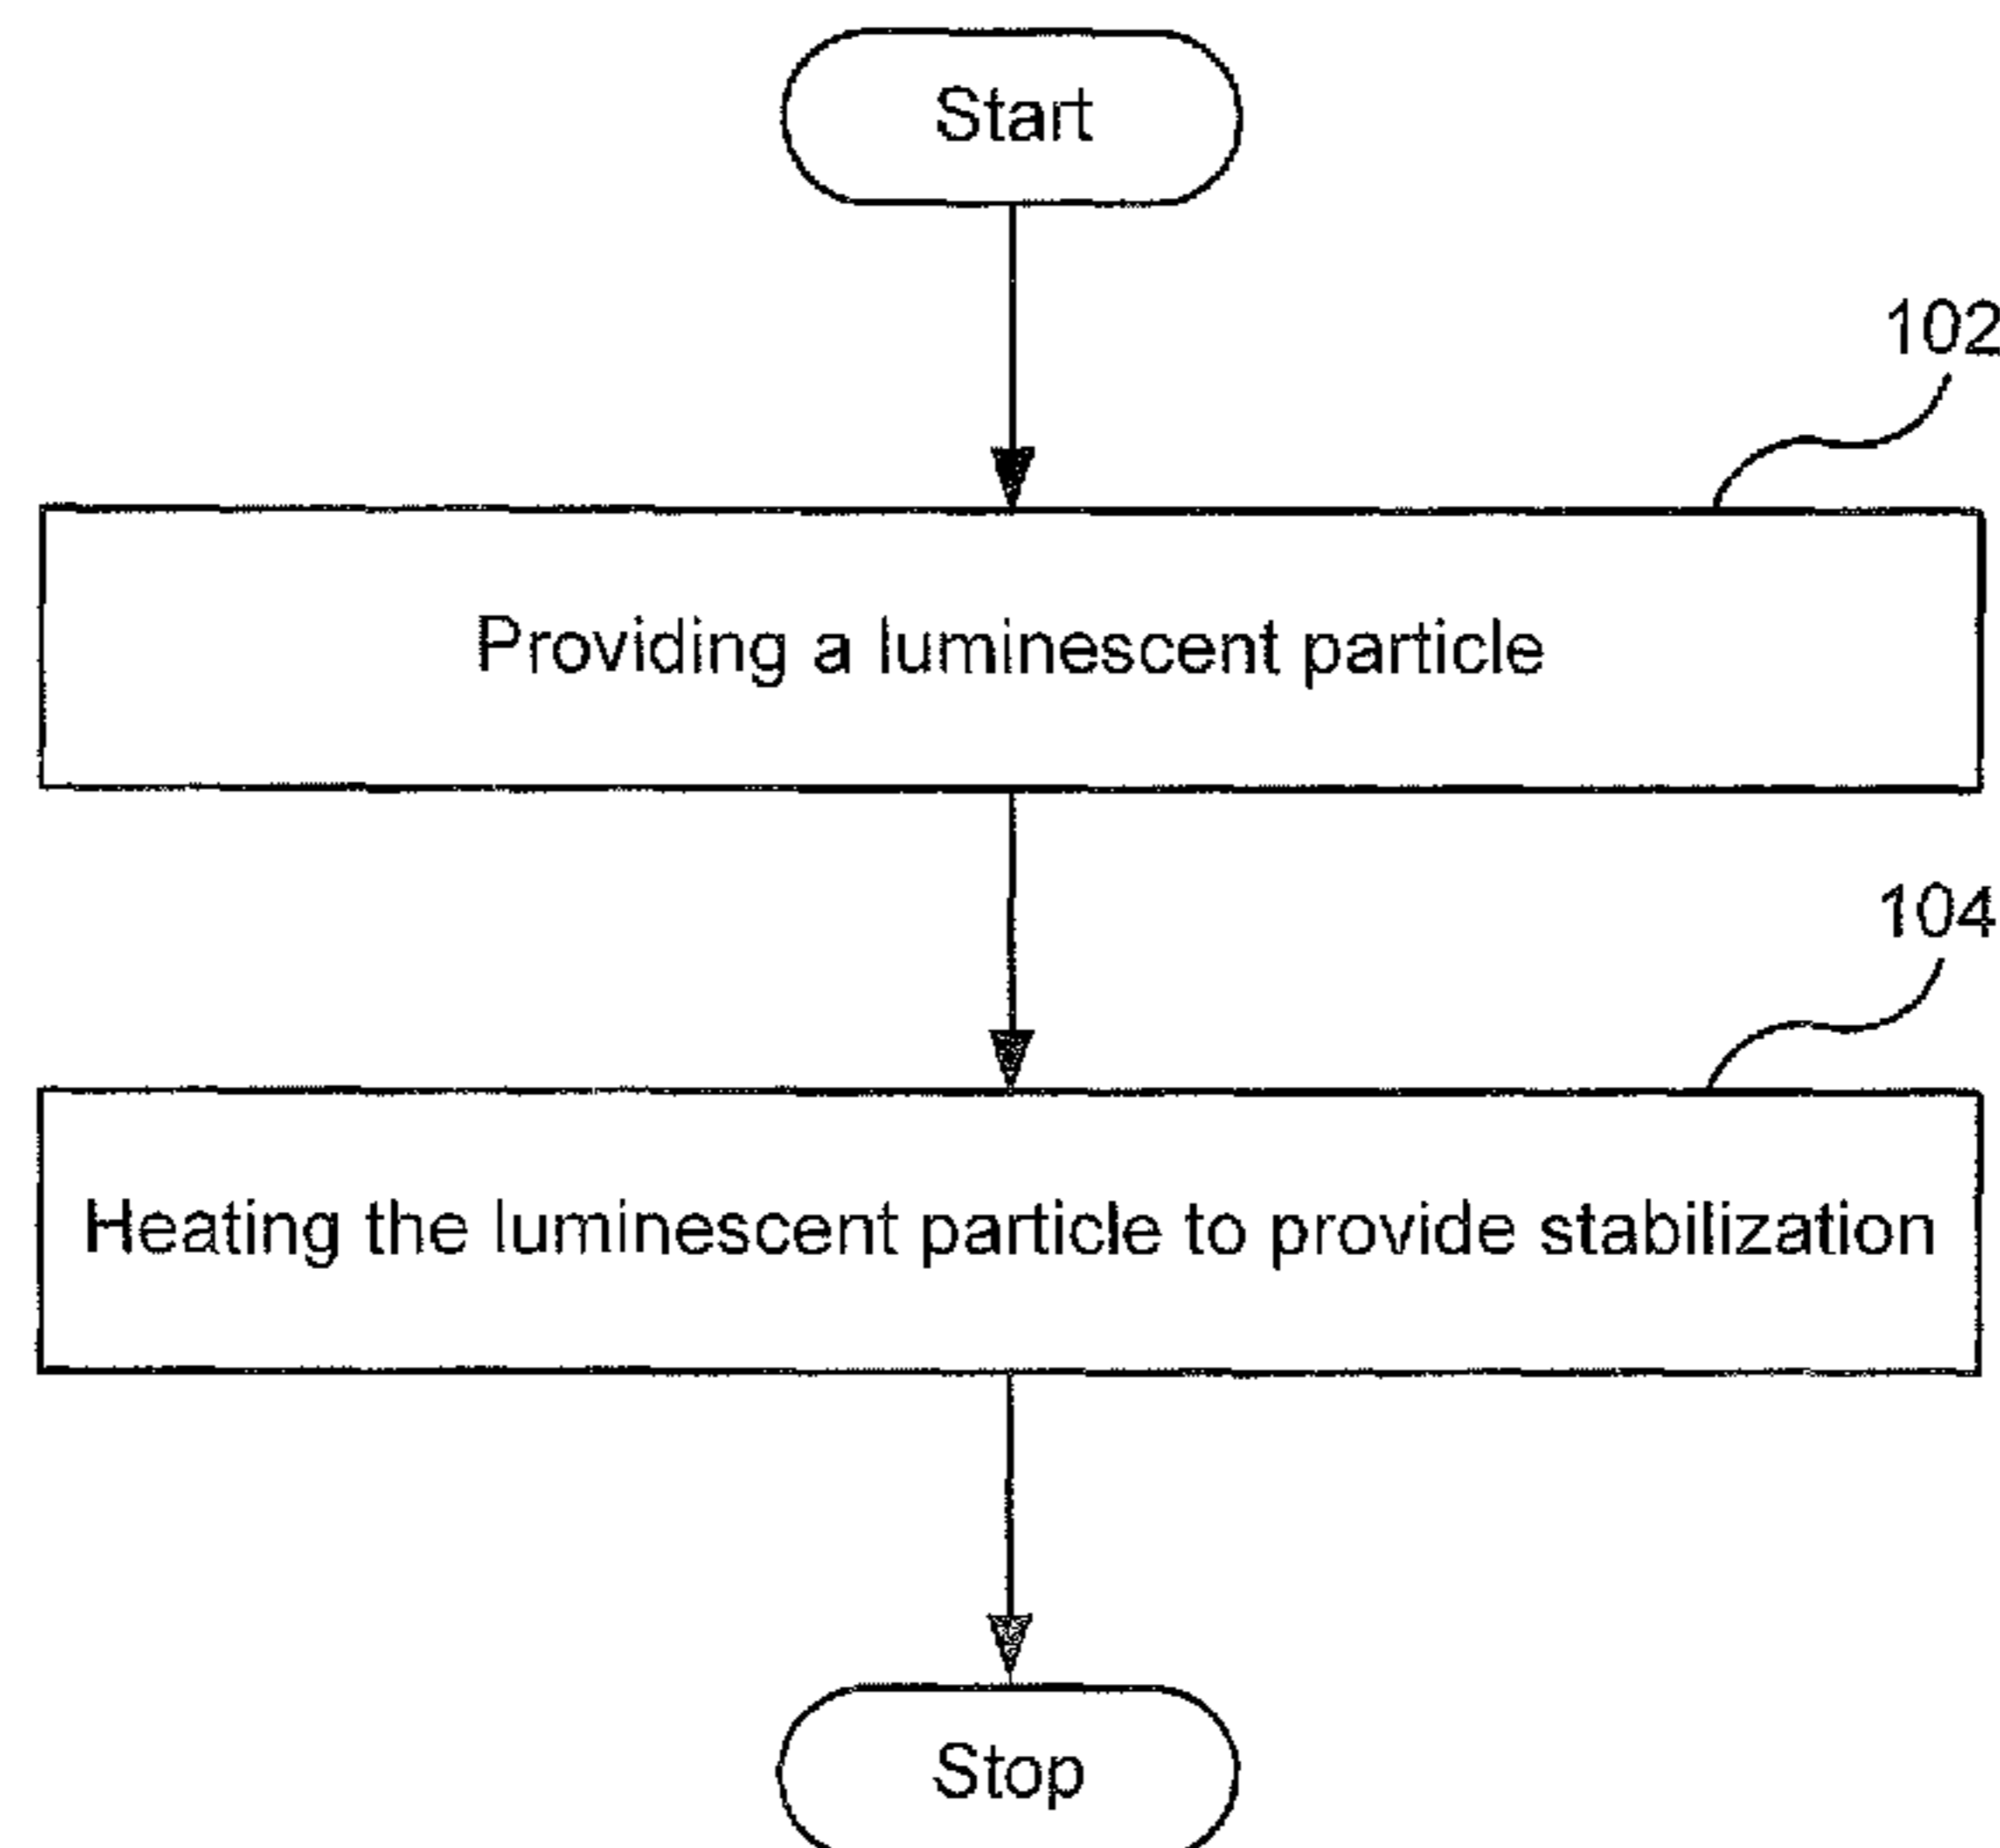 Start
102
Providing a luminescent particle
104
Heating the luminescent particle to provide stabilization
Stop